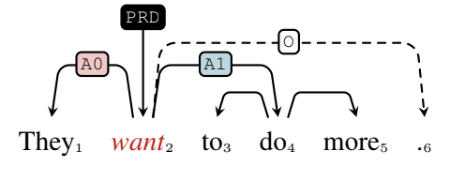 PRD
A0 A1 O
They₁ want₂ to₃ do₄ more₅ .₆